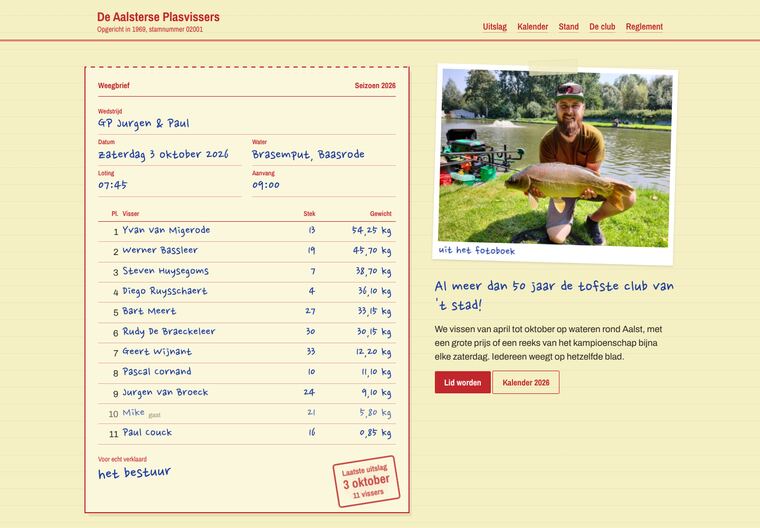 De Aalsterse Plasvissers
Opgericht in 1969, stamnummer 02001
Uitslag Kalender Stand De club Reglement
Weegbrief Seizoen 2026
Wedstrijd
GP Jurgen & Paul
Datum Water
zaterdag 3 oktober 2026 Brasemput, Baasrode
Loting Aanvang
07:45 09:00
Pl. Visser Stek Gewicht
1 Yvan Van Migerode 13 54,25 kg
2 Werner Bassleer 19 45,70 kg
3 Steven Huysegoms 7 38,70 kg
4 Diego Ruysschaert 4 36,10 kg
5 Bart Meert 27 33,15 kg
6 Rudy De Braeckeleer 30 30,15 kg
7 Geert Wijnant 33 12,20 kg
8 Pascal Cornand 10 11,10 kg
9 Jurgen Van Broeck 24 9,10 kg
10 Mike gast 21 5,80 kg
11 Paul Couck 16 0,85 kg
Voor echt verklaard
het bestuur
Laatste uitslag
3 oktober
11 vissers
uit het fotoboek
Al meer dan 50 jaar de tofste club van
't stad!
We vissen van april tot oktober op wateren rond Aalst, met
een grote prijs of een reeks van het kampioenschap bijna
elke zaterdag. Iedereen weegt op hetzelfde blad.
Lid worden Kalender 2026